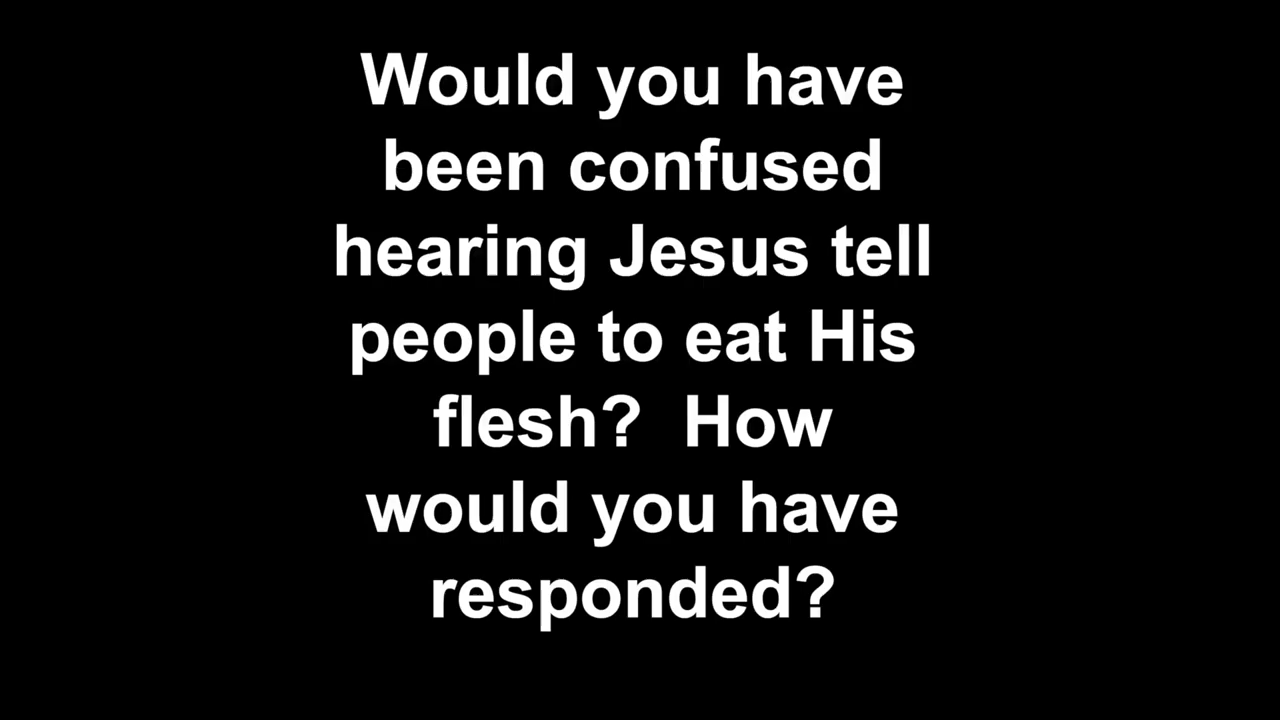 Would you have
been confused
hearing Jesus tell
people to eat His
flesh?  How
would you have
responded?